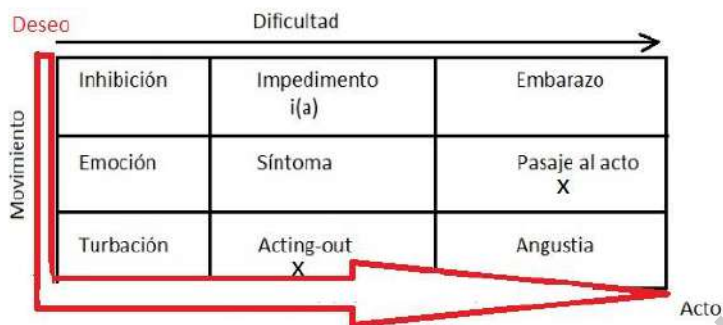 Deseo
Dificultad
Movimiento
Inhibición
Impedimento
i(a)
Embarazo
Emoción
Síntoma
Pasaje al acto
X
Turbación
Acting-out
X
Angustia
Acto